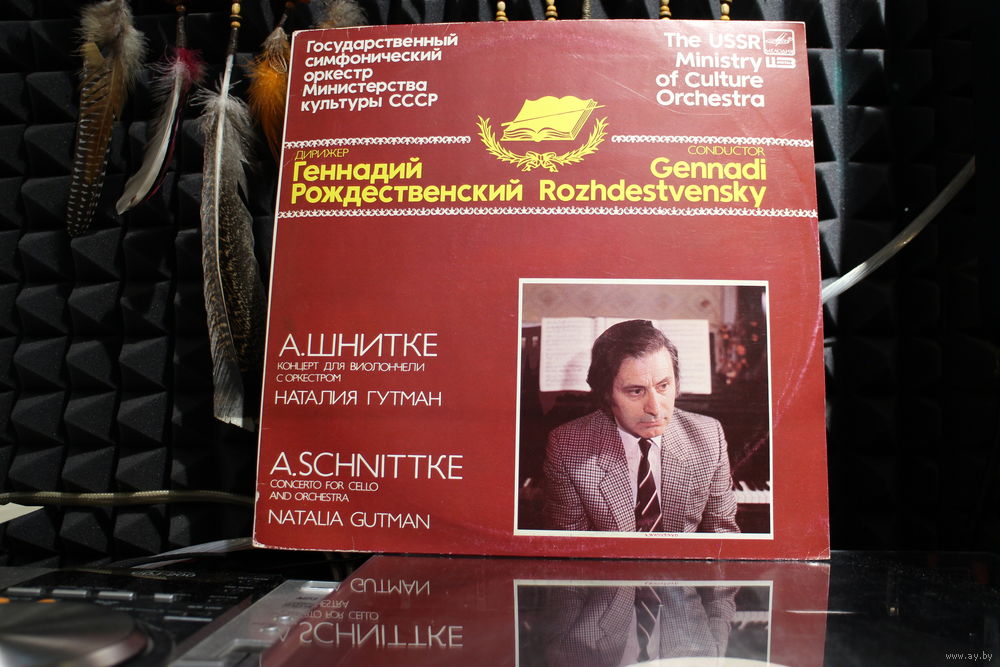 Государственный
симфонический
оркестр
Министерства
культуры СССР
The USSR
Ministry
of Culture
Orchestra
МЕЛОДИЯ
ДИРИЖЕР
Геннадий
Рождественский
CONDUCTOR
Gennadi
Rozhdestvensky
А.ШНИТКЕ
КОНЦЕРТ ДЛЯ ВИОЛОНЧЕЛИ
С ОРКЕСТРОМ
НАТАЛИЯ ГУТМАН
A.SCHNITTKE
CONCERTO FOR CELLO
AND ORCHESTRA
NATALIA GUTMAN
www.ay.by